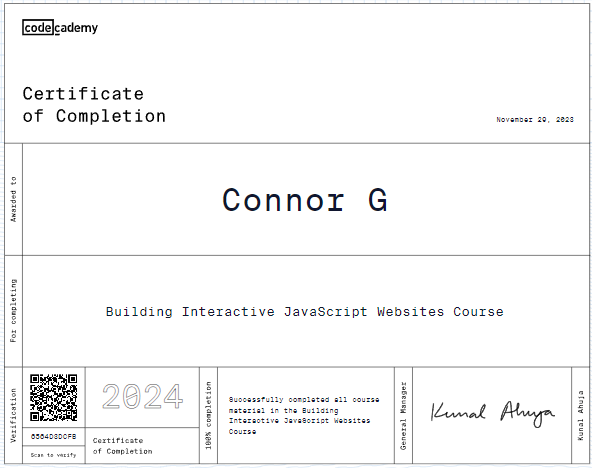 codecademy
Certificate
of Completion
November 29, 2023
Awarded to
Connor G
For completing
Building Interactive JavaScript Websites Course
Verification
6564D8DCFB
Scan to verify
2024
Certificate
of Completion
100% completion
Successfully completed all course
material in the Building
Interactive JavaScript Websites
Course
General Manager
Kunal Ahuja
Kunal Ahuja